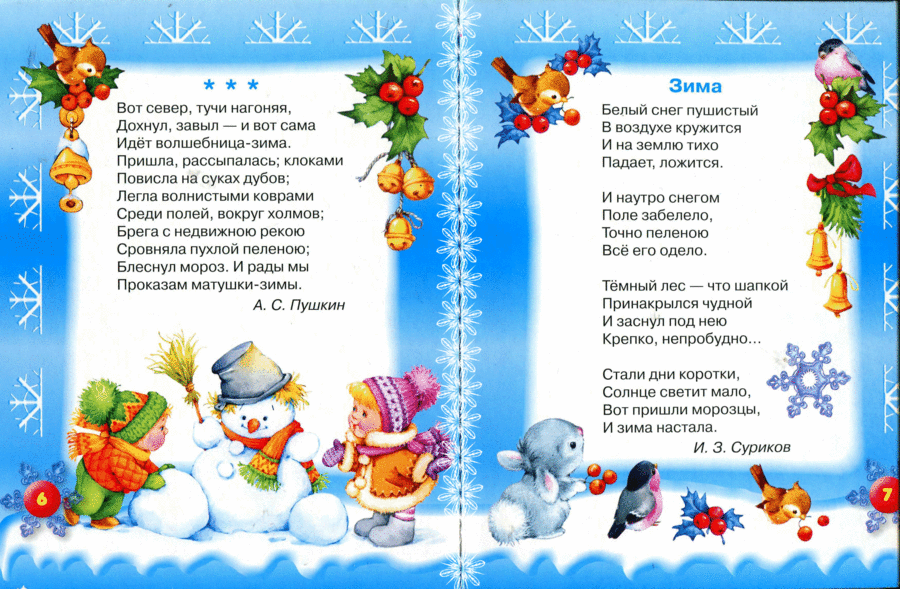 * * *
Вот север, тучи нагоняя,
Дохнул, завыл — и вот сама
Идёт волшебница-зима.
Пришла, рассыпалась; клоками
Повисла на суках дубов;
Легла волнистыми коврами
Среди полей, вокруг холмов;
Брега с недвижною рекою
Сровняла пухлой пеленою;
Блеснул мороз. И рады мы
Проказам матушки-зимы.
А. С. Пушкин
6
Зима
Белый снег пушистый
В воздухе кружится
И на землю тихо
Падает, ложится.
И наутро снегом
Поле забелело,
Точно пеленою
Всё его одело.
Тёмный лес — что шапкой
Принакрылся чудной
И заснул под нею
Крепко, непробудно...
Стали дни коротки,
Солнце светит мало,
Вот пришли морозцы,
И зима настала.
И. З. Суриков
7